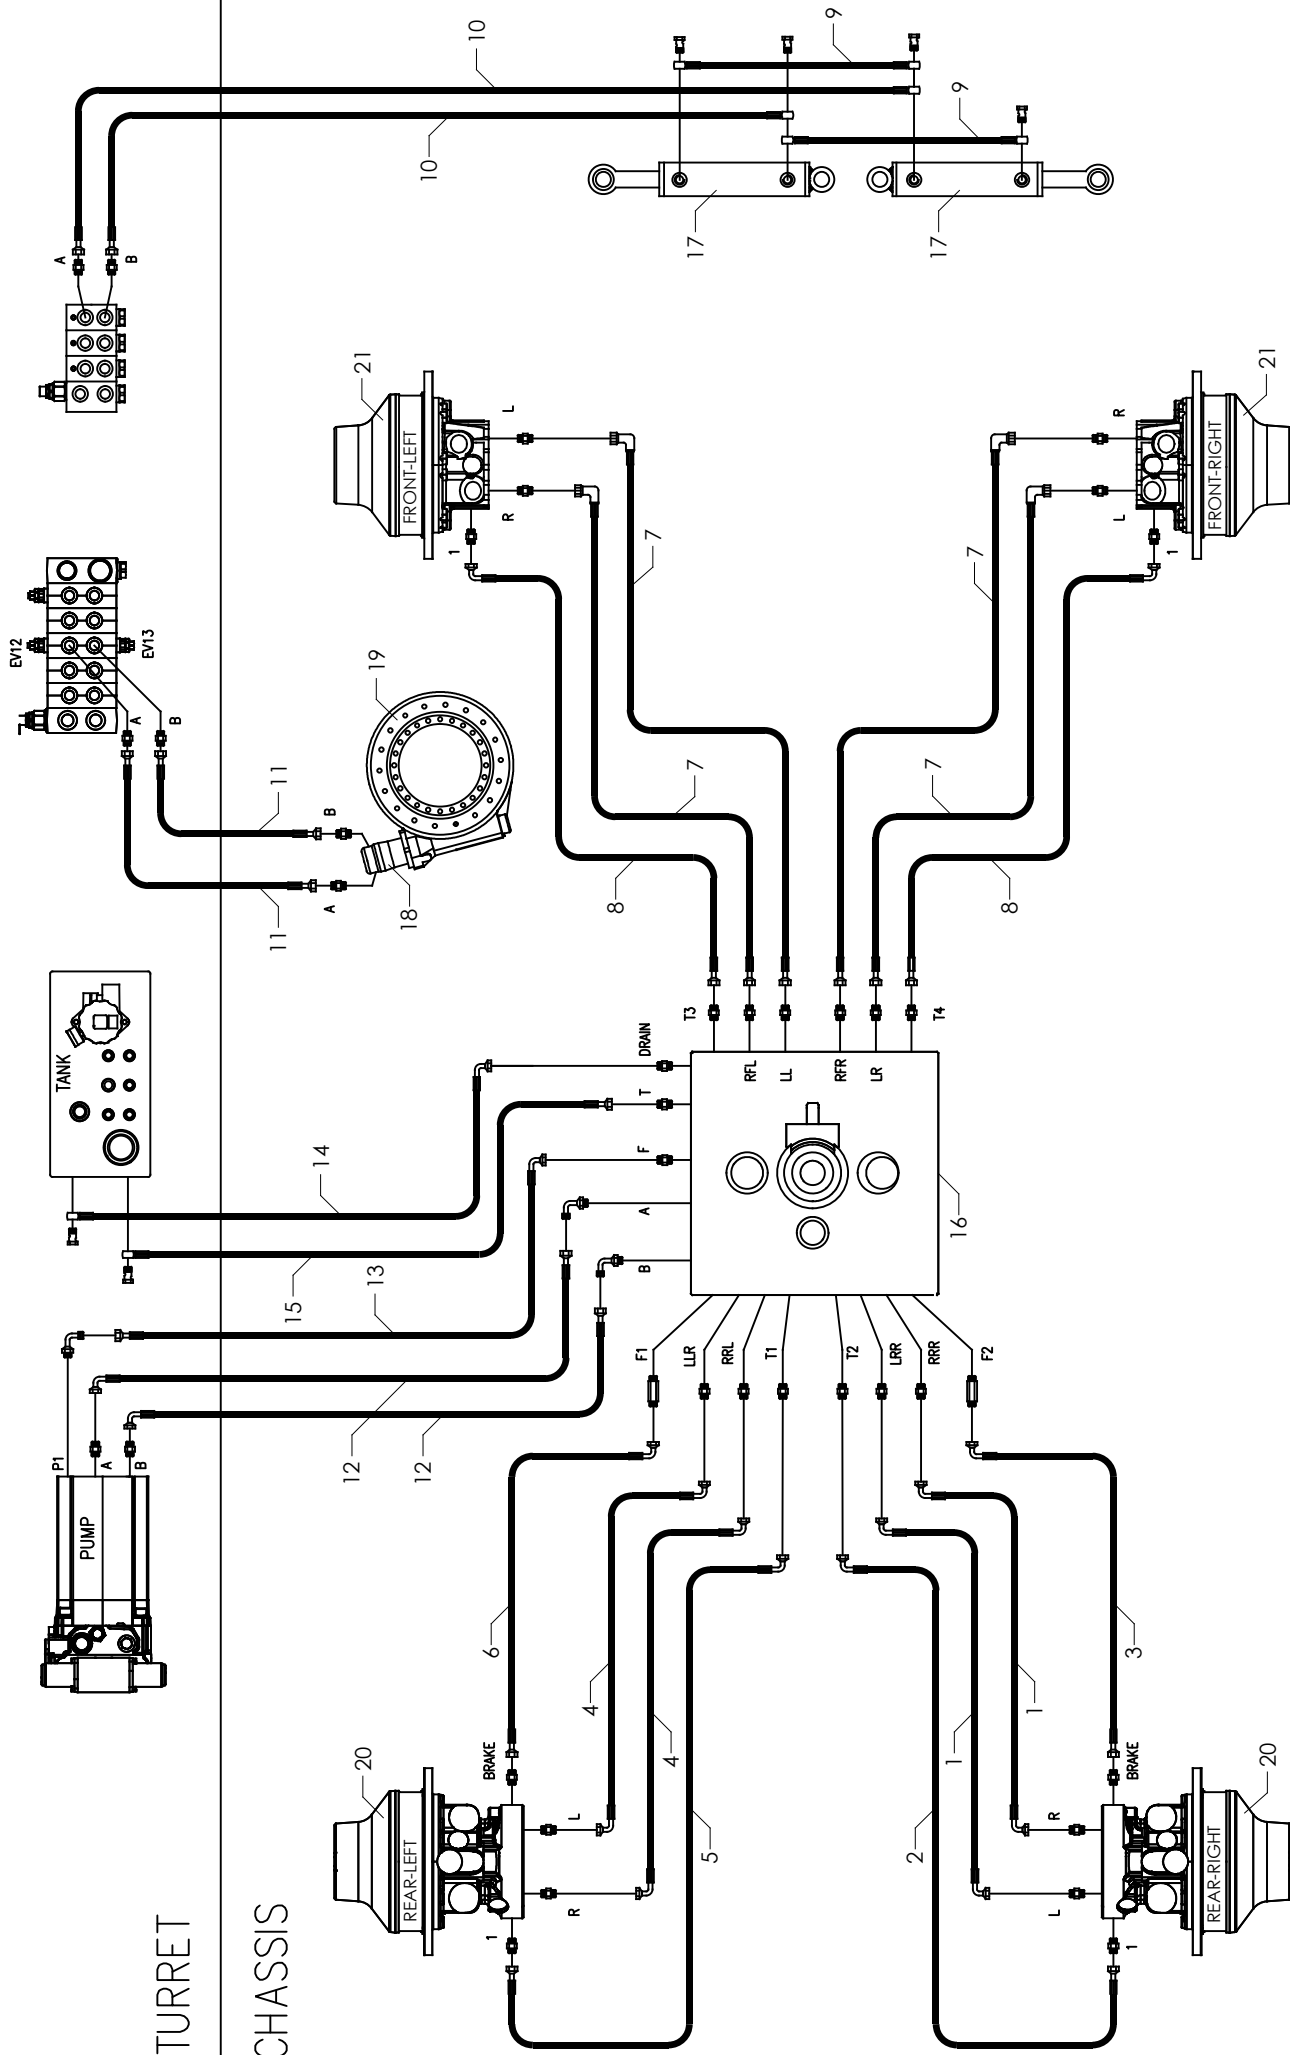 TURRET
CHASSIS
PUMP
P1
A
B
TANK
EV12
EV13
A
B
A
B
10
10
9
9
17
17
11
11
A
B
18
19
14
15
13
12
12
B
A
F
T
DRAIN
16
T3
RFL
LL
RFR
LR
T4
F1
LLR
RRL
T1
T2
LRR
RRR
F2
FRONT-LEFT
21
L
R
1
7
7
8
FRONT-RIGHT
21
R
L
1
7
7
8
REAR-LEFT
20
BRAKE
L
R
1
6
4
4
5
REAR-RIGHT
20
BRAKE
R
L
1
2
1
1
3